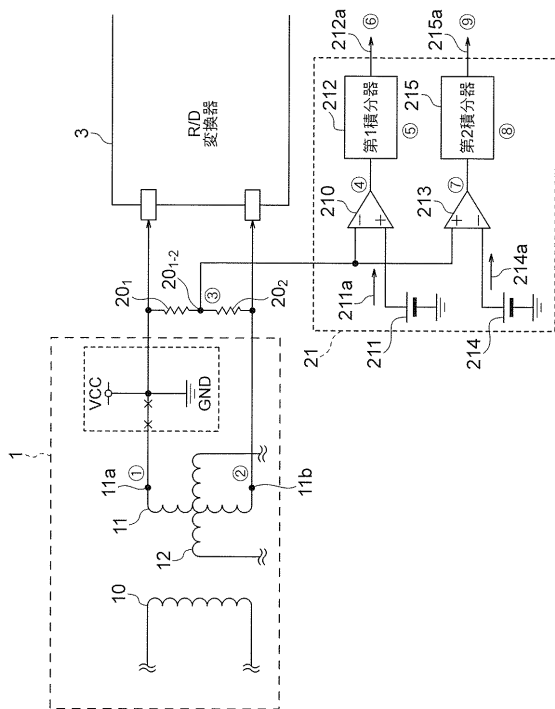 1
10
11
11a
①
12
②
11b
VCC
GND
20₁
20₁₋₂
③
20₂
3
R/D
変換器
21
211a
211
210
−
+
④
212
第1積分器
⑤
212a
⑥
214
214a
213
+
−
⑦
215
第2積分器
⑧
215a
⑨